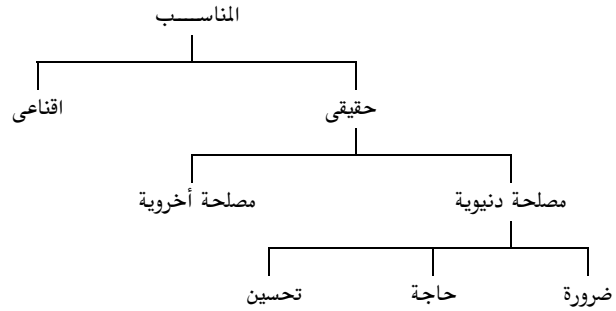 المناســـب
حقيقى اقناعى
مصلحة دنيوية مصلحة أخروية
ضرورة حاجة تحسين